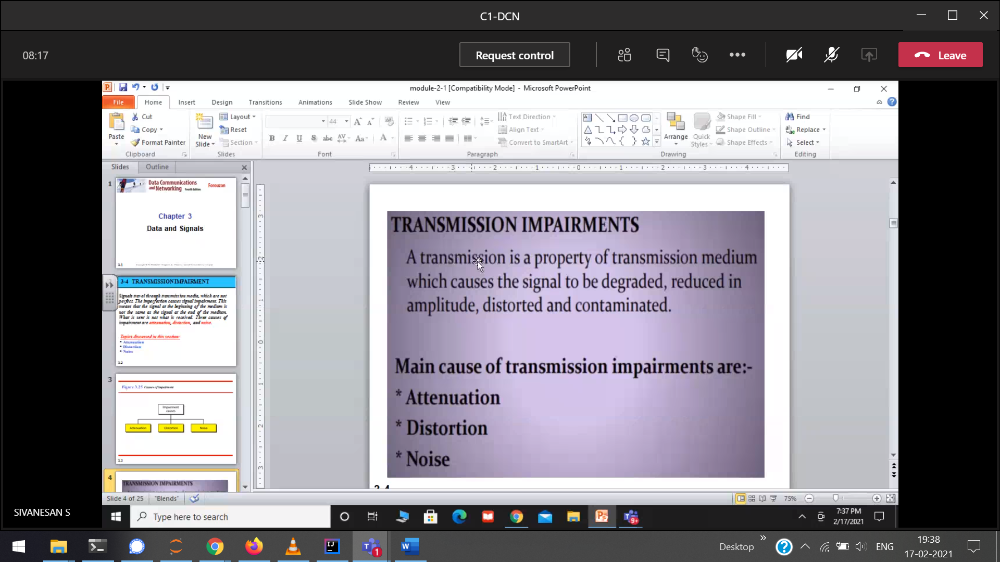 C1-DCN
08:17
Request control
Leave
module-2-1 [Compatibility Mode] - Microsoft PowerPoint
File Home Insert Design Transitions Animations Slide Show Review View
Cut
Copy
Format Painter
Paste
Clipboard
New
Slide
Layout
Reset
Section
Slides
44
Font
Text Direction
Align Text
Convert to SmartArt
Paragraph
Arrange
Quick
Styles
Shape Fill
Shape Outline
Shape Effects
Drawing
Find
Replace
Select
Editing
Slides Outline
4 3 2 1 0 1 2 3 4
1
Data Communications
and Networking Fourth Edition Forouzan
Chapter 3
Data and Signals
3.1
3-4 TRANSMISSION IMPAIRMENT
Signals travel through transmission media, which are not
perfect. The imperfection causes signal impairment. This
means that the signal at the beginning of the medium is
not the same as the signal at the end of the medium.
What is sent is not what is received. Three causes of
impairment are attenuation, distortion, and noise.
Topics discussed in this section:
Attenuation
Distortion
Noise
3.2
3
Figure 3.25 Causes of impairment
Impairment
causes
Attenuation Distortion Noise
3.3
4
TRANSMISSION IMPAIRMENTS
TRANSMISSION IMPAIRMENTS
A transmission is a property of transmission medium
which causes the signal to be degraded, reduced in
amplitude, distorted and contaminated.
Main cause of transmission impairments are:-
* Attenuation
* Distortion
* Noise
3.4
Slide 4 of 25 "Blends" 75%
SIVANESAN S
Type here to search
9+
7:37 PM
2/17/2021
1
Desktop
ENG
19:38
17-02-2021